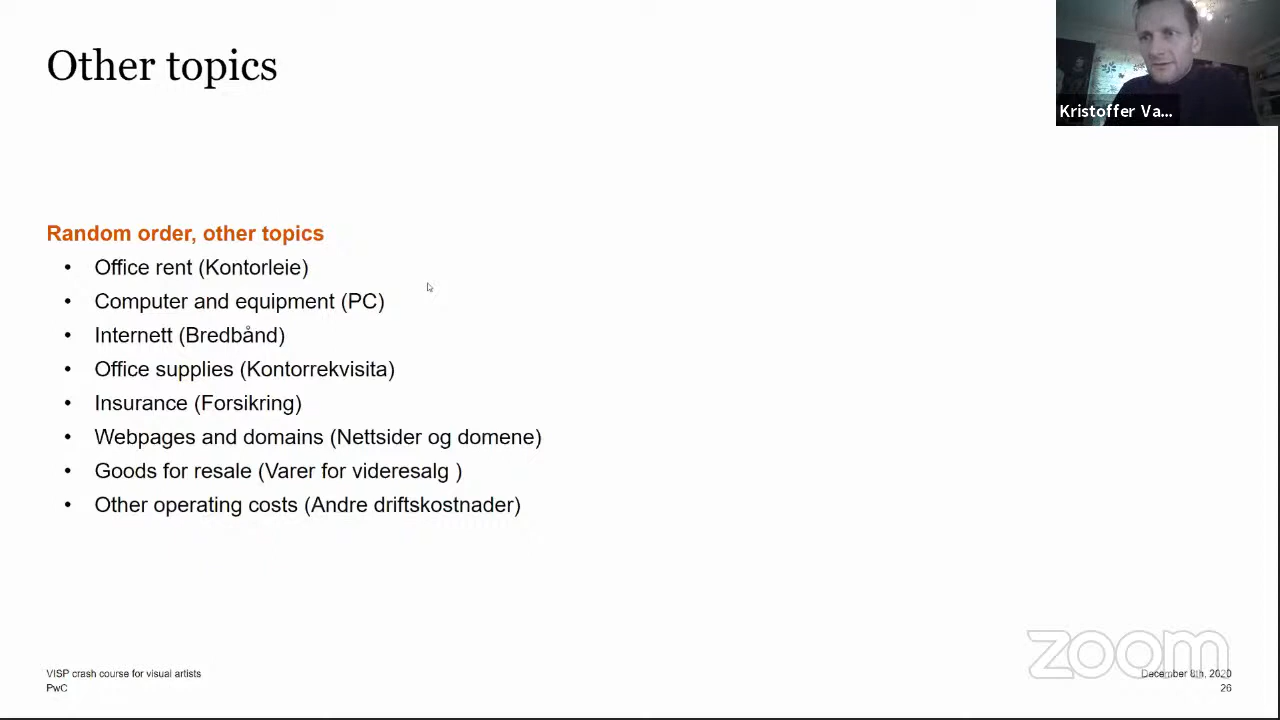 Other topics
Kristoffer Va...
Random order, other topics
• Office rent (Kontorleie)
• Computer and equipment (PC)
• Internett (Bredbånd)
• Office supplies (Kontorrekvisita)
• Insurance (Forsikring)
• Webpages and domains (Nettsider og domene)
• Goods for resale (Varer for videresalg )
• Other operating costs (Andre driftskostnader)
zoom
VISP crash course for visual artists
December 8th, 2020
PwC
26